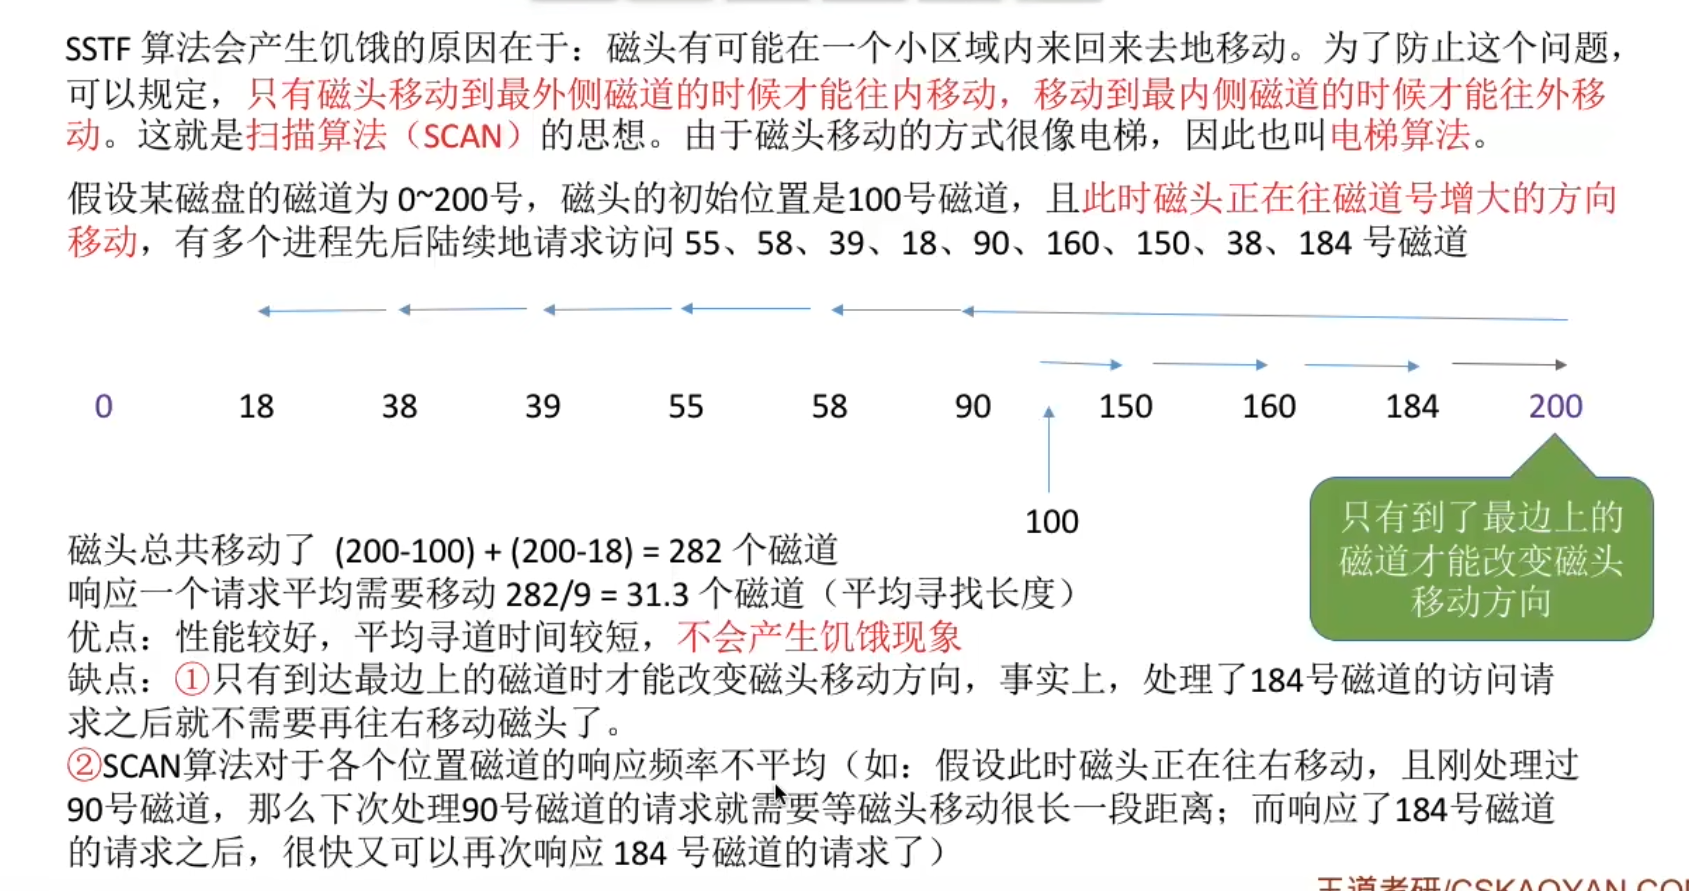 SSTF 算法会产生饥饿的原因在于：磁头有可能在一个小区域内来回来去地移动。为了防止这个问题，
可以规定，只有磁头移动到最外侧磁道的时候才能往内移动，移动到最内侧磁道的时候才能往外移
动。这就是扫描算法（SCAN）的思想。由于磁头移动的方式很像电梯，因此也叫电梯算法。
假设某磁盘的磁道为 0~200号，磁头的初始位置是100号磁道，且此时磁头正在往磁道号增大的方向
移动，有多个进程先后陆续地请求访问 55、58、39、18、90、160、150、38、184 号磁道
0 18 38 39 55 58 90 150 160 184 200
100
只有到了最边上的
磁道才能改变磁头
移动方向
磁头总共移动了 (200-100) + (200-18) = 282 个磁道
响应一个请求平均需要移动 282/9 = 31.3 个磁道（平均寻找长度）
优点：性能较好，平均寻道时间较短，不会产生饥饿现象
缺点：①只有到达最边上的磁道时才能改变磁头移动方向，事实上，处理了184号磁道的访问请
求之后就不需要再往右移动磁头了。
②SCAN算法对于各个位置磁道的响应频率不平均（如：假设此时磁头正在往右移动，且刚处理过
90号磁道，那么下次处理90号磁道的请求就需要等磁头移动很长一段距离；而响应了184号磁道
的请求之后，很快又可以再次响应 184 号磁道的请求了）
王道考研/CSKAOYAN.COM